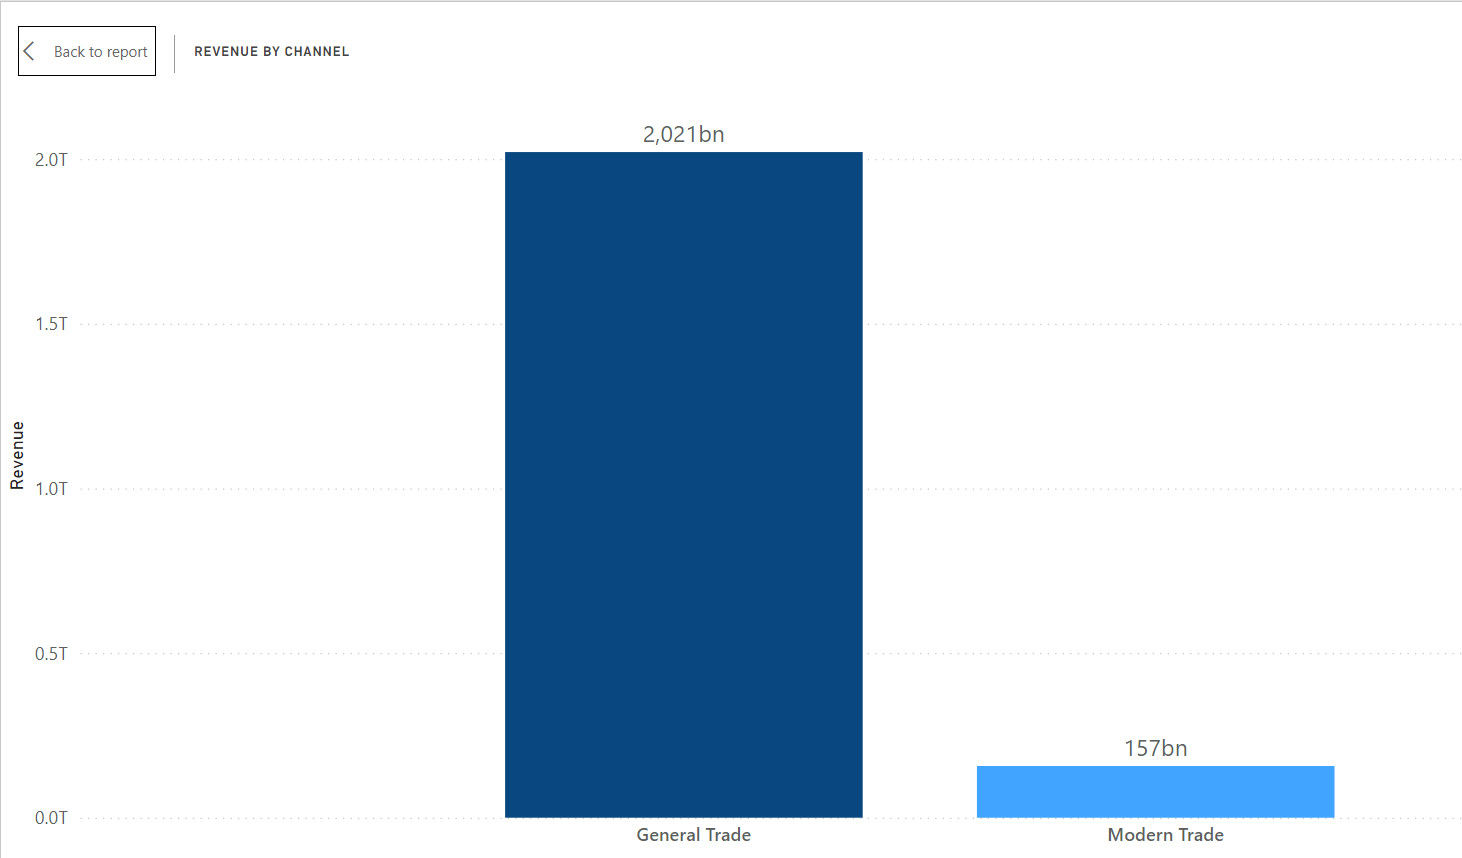 Back to report
REVENUE BY CHANNEL
2,021bn
2.0T
1.5T
Revenue
1.0T
0.5T
157bn
0.0T
General Trade
Modern Trade